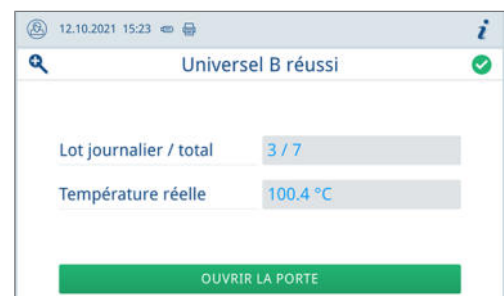 12.10.2021 15:23
Universel B réussi
Lot journalier / total 3 / 7
Température réelle 100.4 °C
OUVRIR LA PORTE